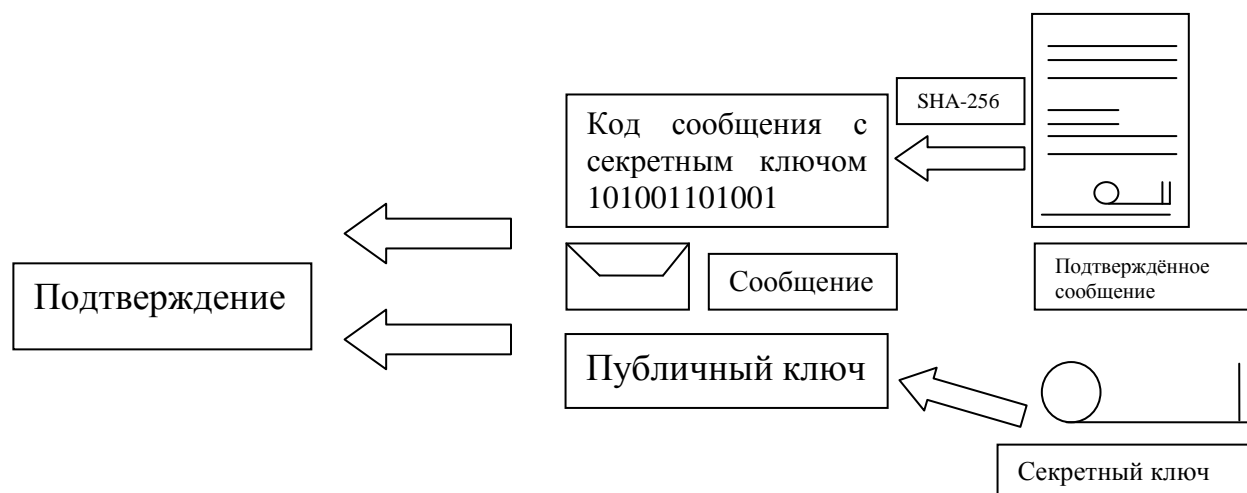 SHA-256
Код сообщения с
секретным ключом
101001101001
Подтверждение
Сообщение
Подтверждённое
сообщение
Публичный ключ
Секретный ключ